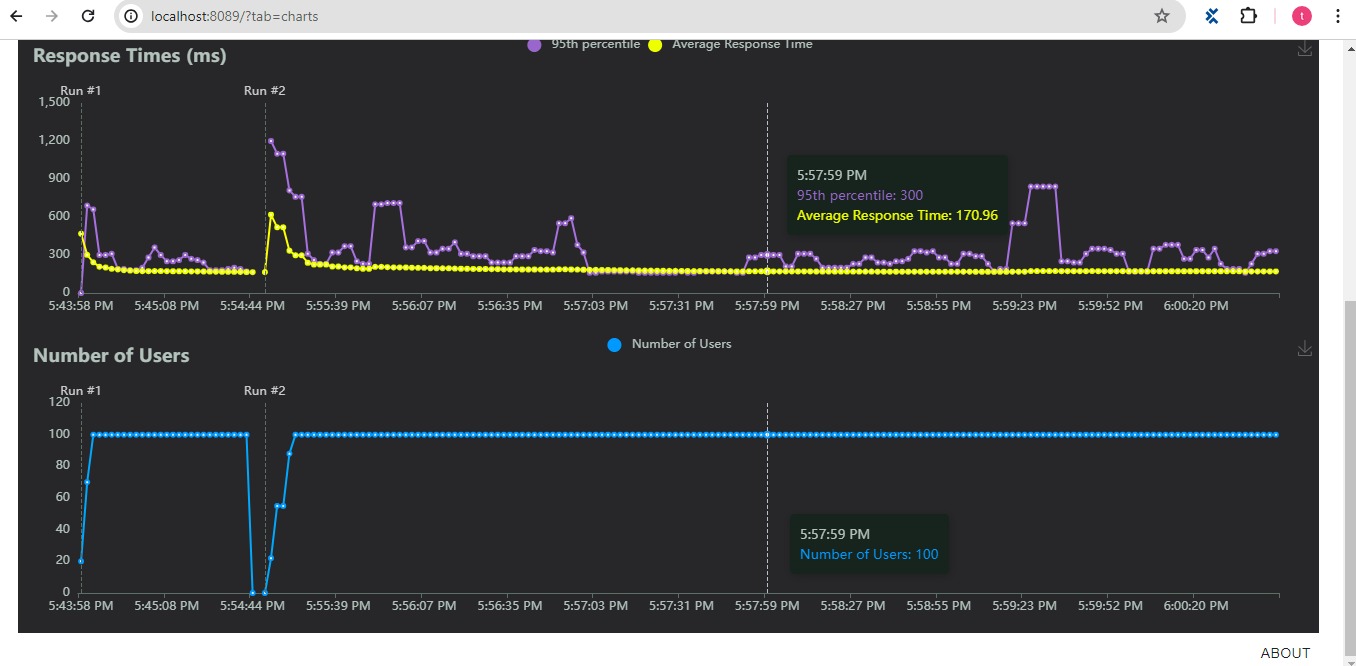 localhost:8089/?tab=charts
t
95th percentile Average Response Time
Response Times (ms)
Run #1 Run #2
1,500
1,200
900
600
300
0
5:57:59 PM
95th percentile: 300
Average Response Time: 170.96
5:43:58 PM 5:45:08 PM 5:54:44 PM 5:55:39 PM 5:56:07 PM 5:56:35 PM 5:57:03 PM 5:57:31 PM 5:57:59 PM 5:58:27 PM 5:58:55 PM 5:59:23 PM 5:59:52 PM 6:00:20 PM
Number of Users
Number of Users
Run #1 Run #2
120
100
80
60
40
20
0
5:57:59 PM
Number of Users: 100
5:43:58 PM 5:45:08 PM 5:54:44 PM 5:55:39 PM 5:56:07 PM 5:56:35 PM 5:57:03 PM 5:57:31 PM 5:57:59 PM 5:58:27 PM 5:58:55 PM 5:59:23 PM 5:59:52 PM 6:00:20 PM
ABOUT